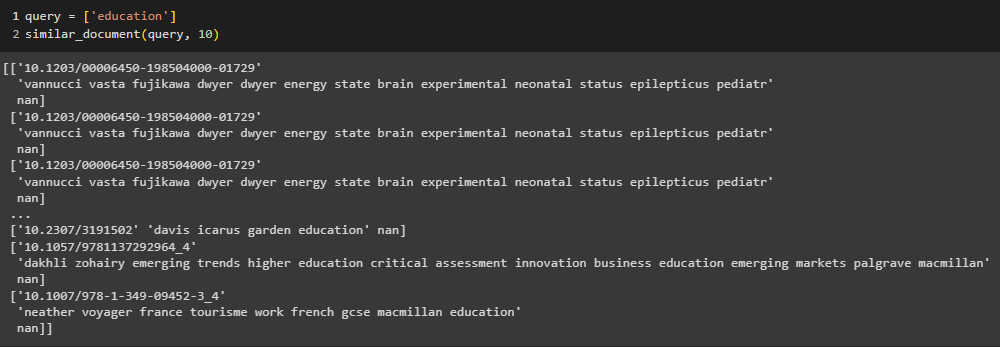 1 query = ['education']
2 similar_document(query, 10)
[['10.1203/00006450-198504000-01729'
'vannucci vasta fujikawa dwyer dwyer energy state brain experimental neonatal status epilepticus pediatr'
nan]
['10.1203/00006450-198504000-01729'
'vannucci vasta fujikawa dwyer dwyer energy state brain experimental neonatal status epilepticus pediatr'
nan]
['10.1203/00006450-198504000-01729'
'vannucci vasta fujikawa dwyer dwyer energy state brain experimental neonatal status epilepticus pediatr'
nan]
...
['10.2307/3191502' 'davis icarus garden education' nan]
['10.1057/9781137292964_4'
'dakhli zohairy emerging trends higher education critical assessment innovation business education emerging markets palgrave macmillan'
nan]
['10.1007/978-1-349-09452-3_4'
'neather voyager france tourisme work french gcse macmillan education'
nan]]